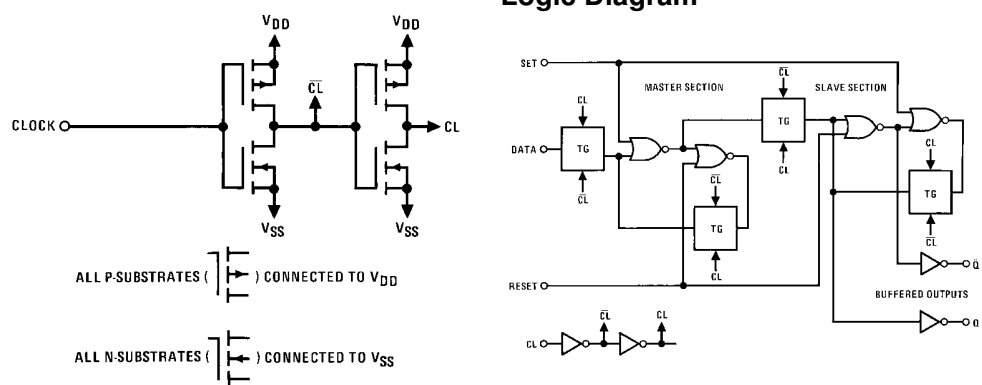 Logic Diagram
VDD
VDD
CL
CLOCK
CL
VSS
VSS
ALL P-SUBSTRATES ( ) CONNECTED TO VDD
ALL N-SUBSTRATES ( ) CONNECTED TO VSS
SET
MASTER SECTION
CL
SLAVE SECTION
CL
DATA
TG
CL
TG
CL
CL
TG
CL
CL
TG
CL
RESET
Q̅
BUFFERED OUTPUTS
Q
CL
CL
CL